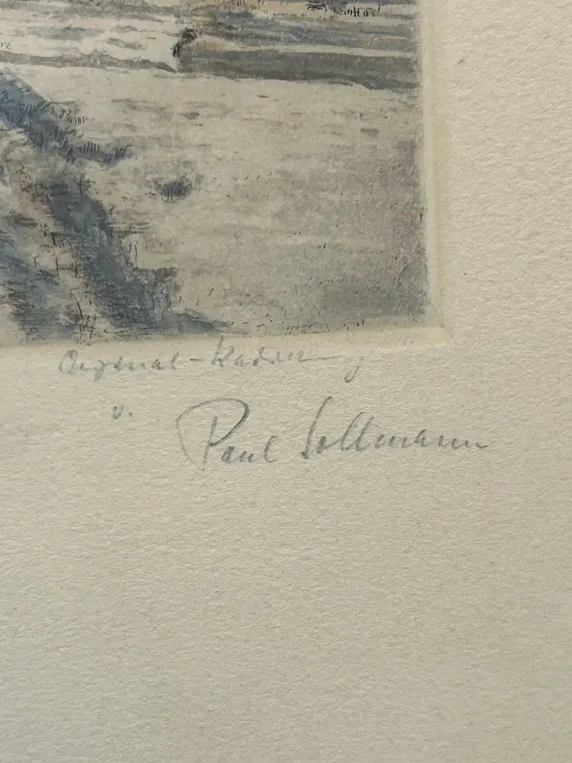 Original-Radierung
v.
Paul Sollmann